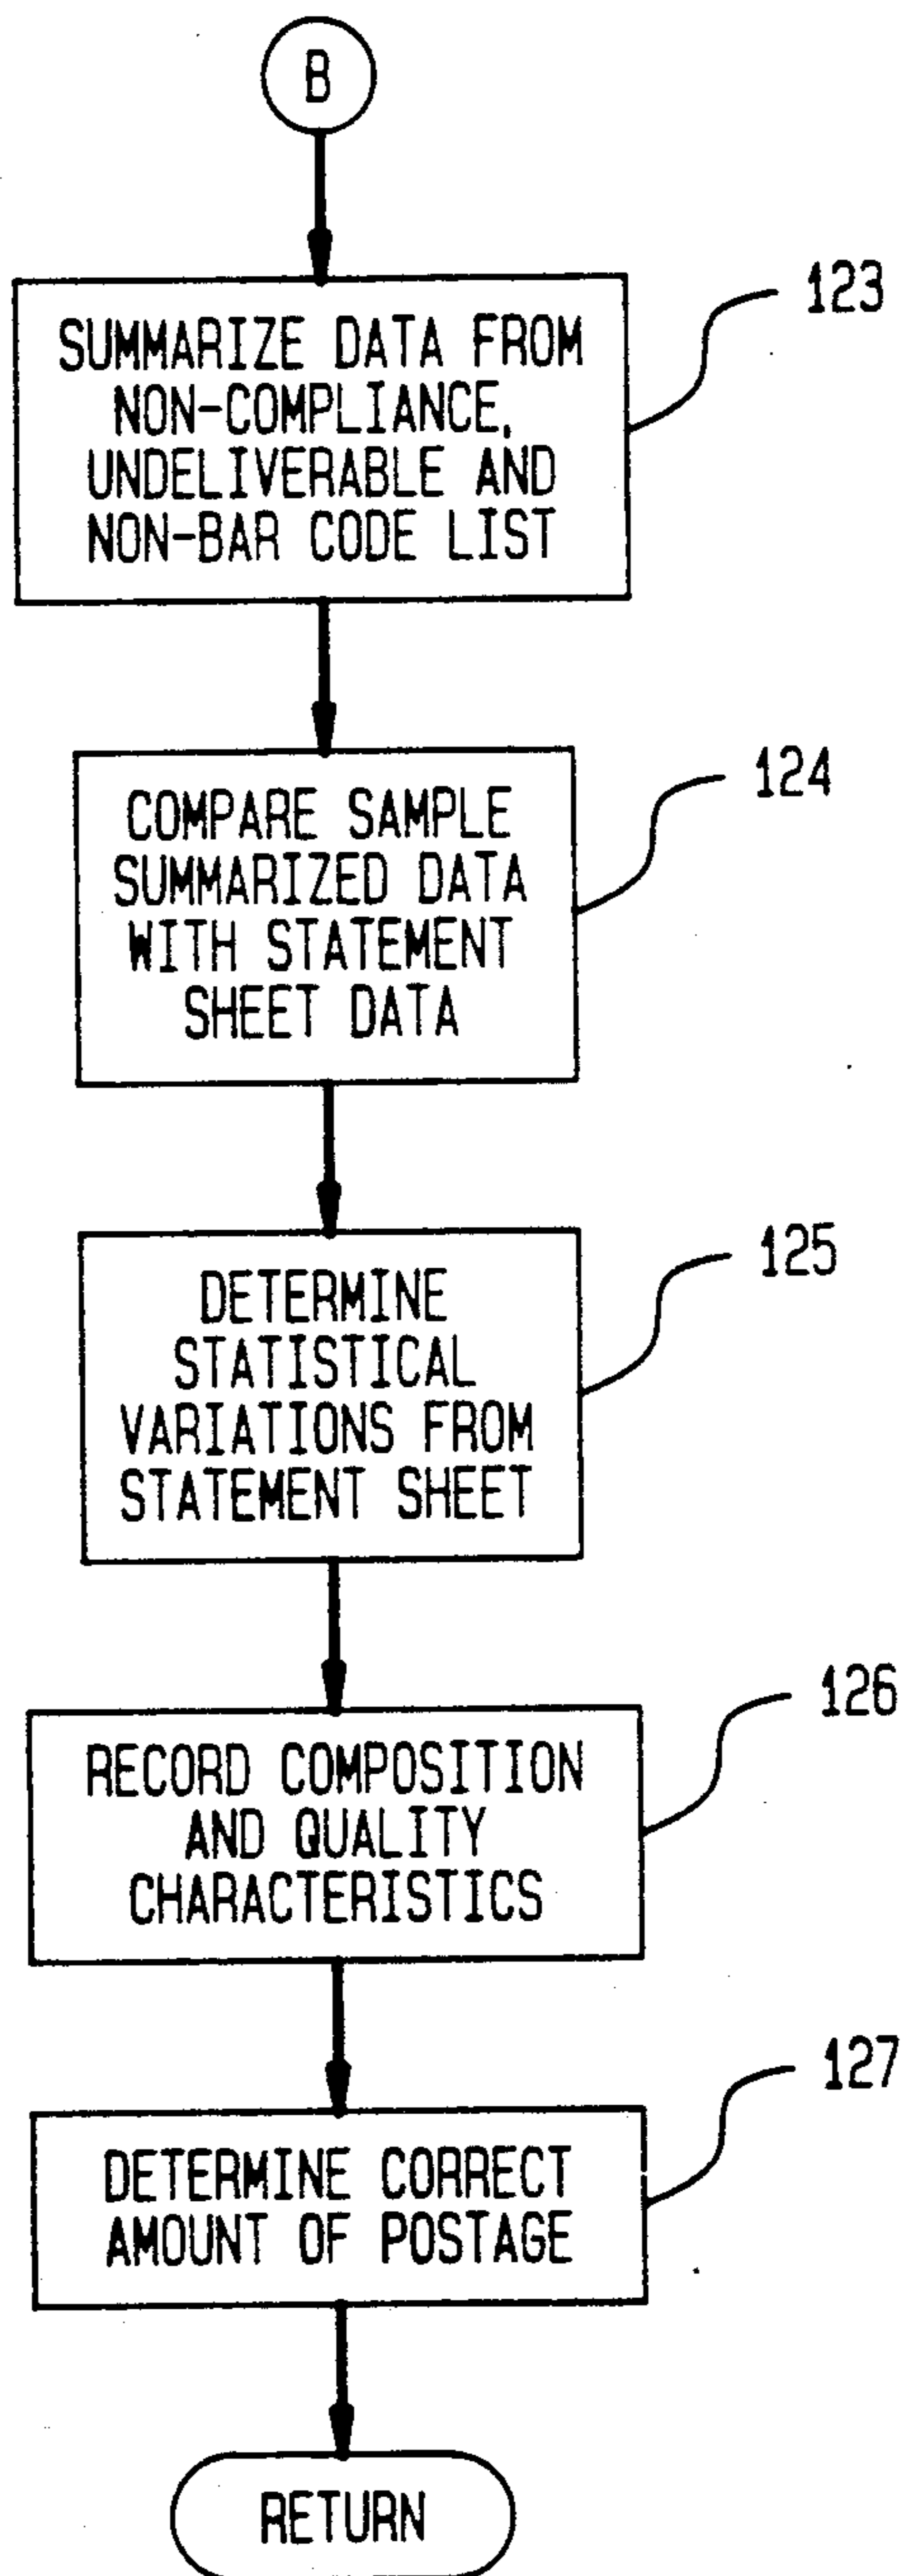 B
123
SUMMARIZE DATA FROM
NON-COMPLIANCE,
UNDELIVERABLE AND
NON-BAR CODE LIST
124
COMPARE SAMPLE
SUMMARIZED DATA
WITH STATEMENT
SHEET DATA
125
DETERMINE
STATISTICAL
VARIATIONS FROM
STATEMENT SHEET
126
RECORD COMPOSITION
AND QUALITY
CHARACTERISTICS
127
DETERMINE CORRECT
AMOUNT OF POSTAGE
RETURN